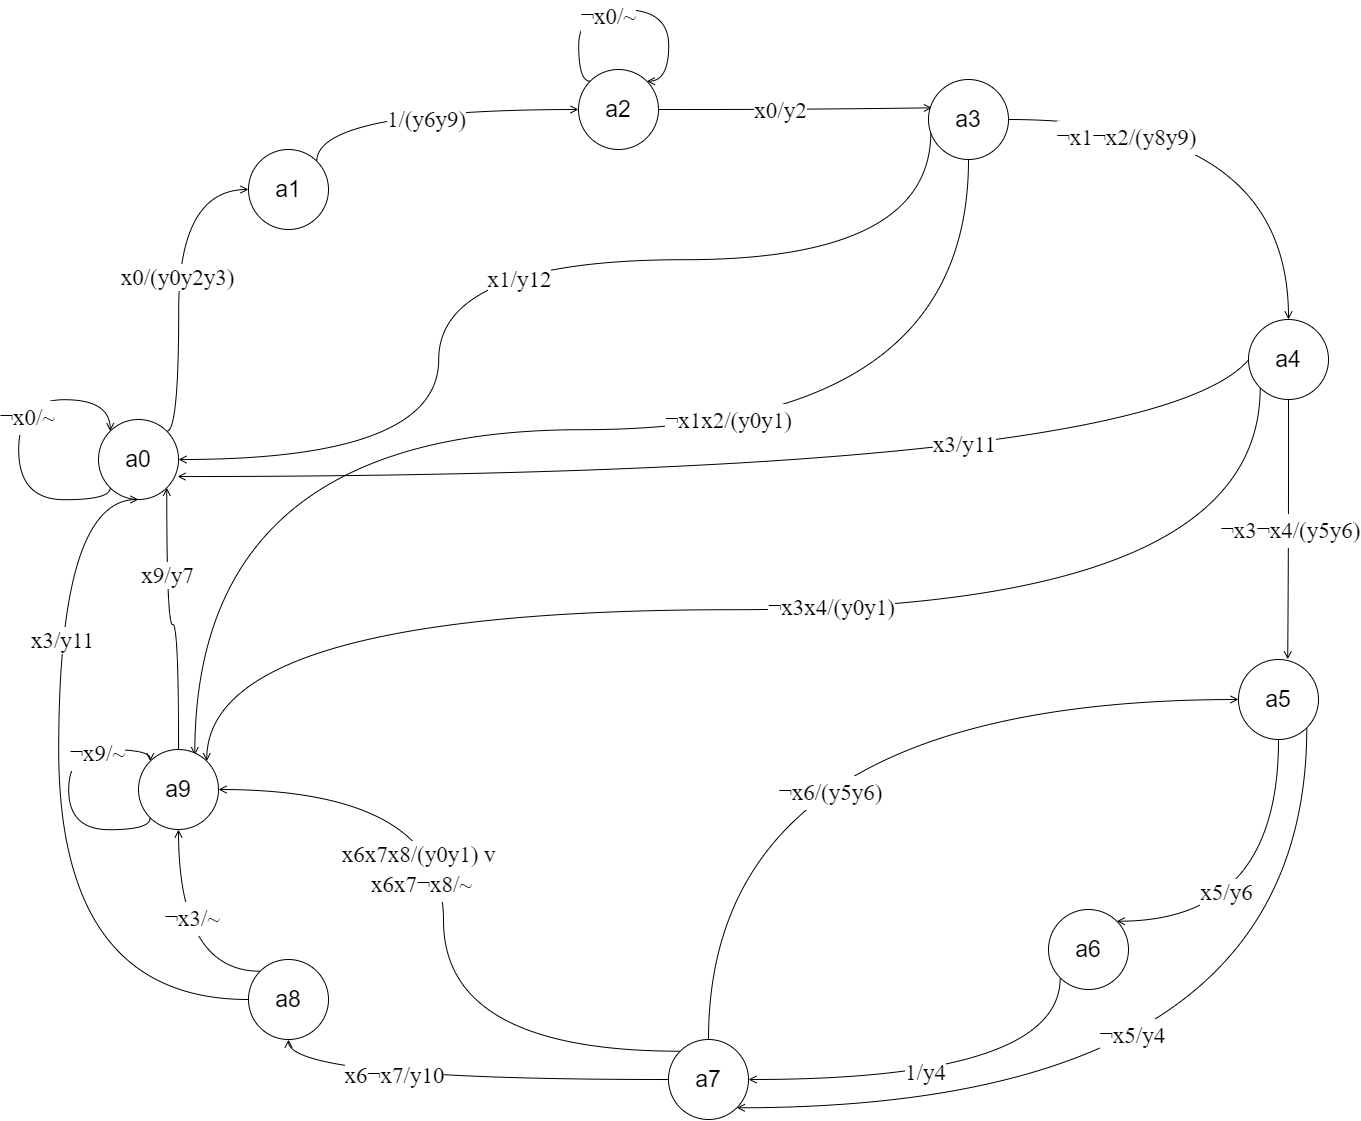 ¬x0/~
a2
x0/y2
a3
1/(y6y9)
¬x1¬x2/(y8y9)
a1
x0/(y0y2y3)
x1/y12
a4
¬x0/~
¬x1x2/(y0y1)
x3/y11
a0
¬x3¬x4/(y5y6)
x9/y7
¬x3x4/(y0y1)
x3/y11
a5
¬x9/~
a9
¬x6/(y5y6)
x6x7x8/(y0y1) v
x6x7¬x8/~
x5/y6
¬x3/~
a6
a8
¬x5/y4
x6¬x7/y10
a7
1/y4